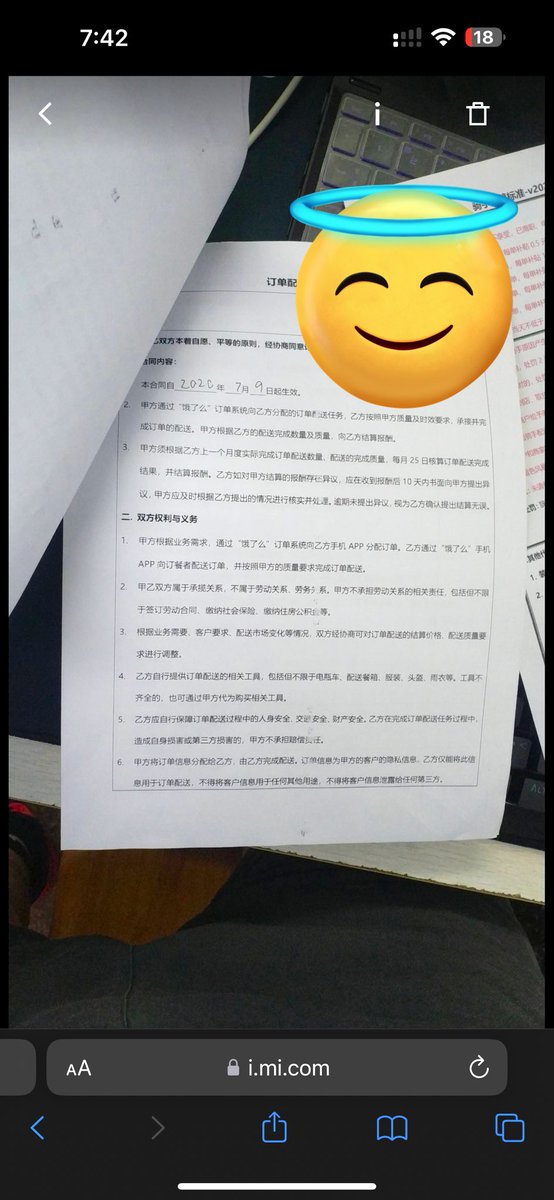 7:42
18
标准-v20
订单配
乙双方本着自愿、平等的原则，经协商同意
合同内容：
本合同自 2020 年 7 月 9 日起生效。
2. 甲方通过“饿了么”订单系统向乙方分配的订单配送任务，乙方按照甲方质量及时效要求，承接并完
成订单的配送。甲方根据乙方的配送完成数量及质量，向乙方结算报酬。
3. 甲方须根据乙方上一个月度实际完成订单配送数量、配送的完成质量，每月 25 日核算订单配送完成
结果，并结算报酬。乙方如对甲方结算的报酬存在异议，应在收到报酬后 10 天内书面向甲方提出异
议，甲方应及时根据乙方提出的情况进行核实并处理。逾期未提出异议，视为乙方确认提出结算无误。
二. 双方权利与义务
1. 甲方根据业务需求，通过“饿了么”订单系统向乙方手机 APP 分配订单。乙方通过“饿了么”手机
APP 向订餐者配送订单，并按照甲方的质量要求完成订单配送。
2. 甲乙双方属于承揽关系，不属于劳动关系、劳务关系。甲方不承担劳动关系的相关责任，包括但不限
于签订劳动合同、缴纳社会保险、缴纳住房公积金等。
3. 根据业务需要、客户要求、配送市场变化等情况，双方经协商可对订单配送的结算价格、配送质量要
求进行调整。
4. 乙方自行提供订单配送的相关工具，包括但不限于电瓶车、配送餐箱、服装、头盔、雨衣等。工具不
齐全的，也可通过甲方代为购买相关工具。
5. 乙方应自行保障订单配送过程中的人身安全、交通安全、财产安全。乙方在完成订单配送任务过程中，
造成自身损害或第三方损害的，甲方不承担赔偿责任。
6. 甲方将订单信息分配给乙方，由乙方完成配送。订单信息为甲方的客户的隐私信息，乙方仅能将此信
息用于订单配送，不得将客户信息用于任何其他用途，不得将客户信息泄露给任何第三方。
AA
i.mi.com